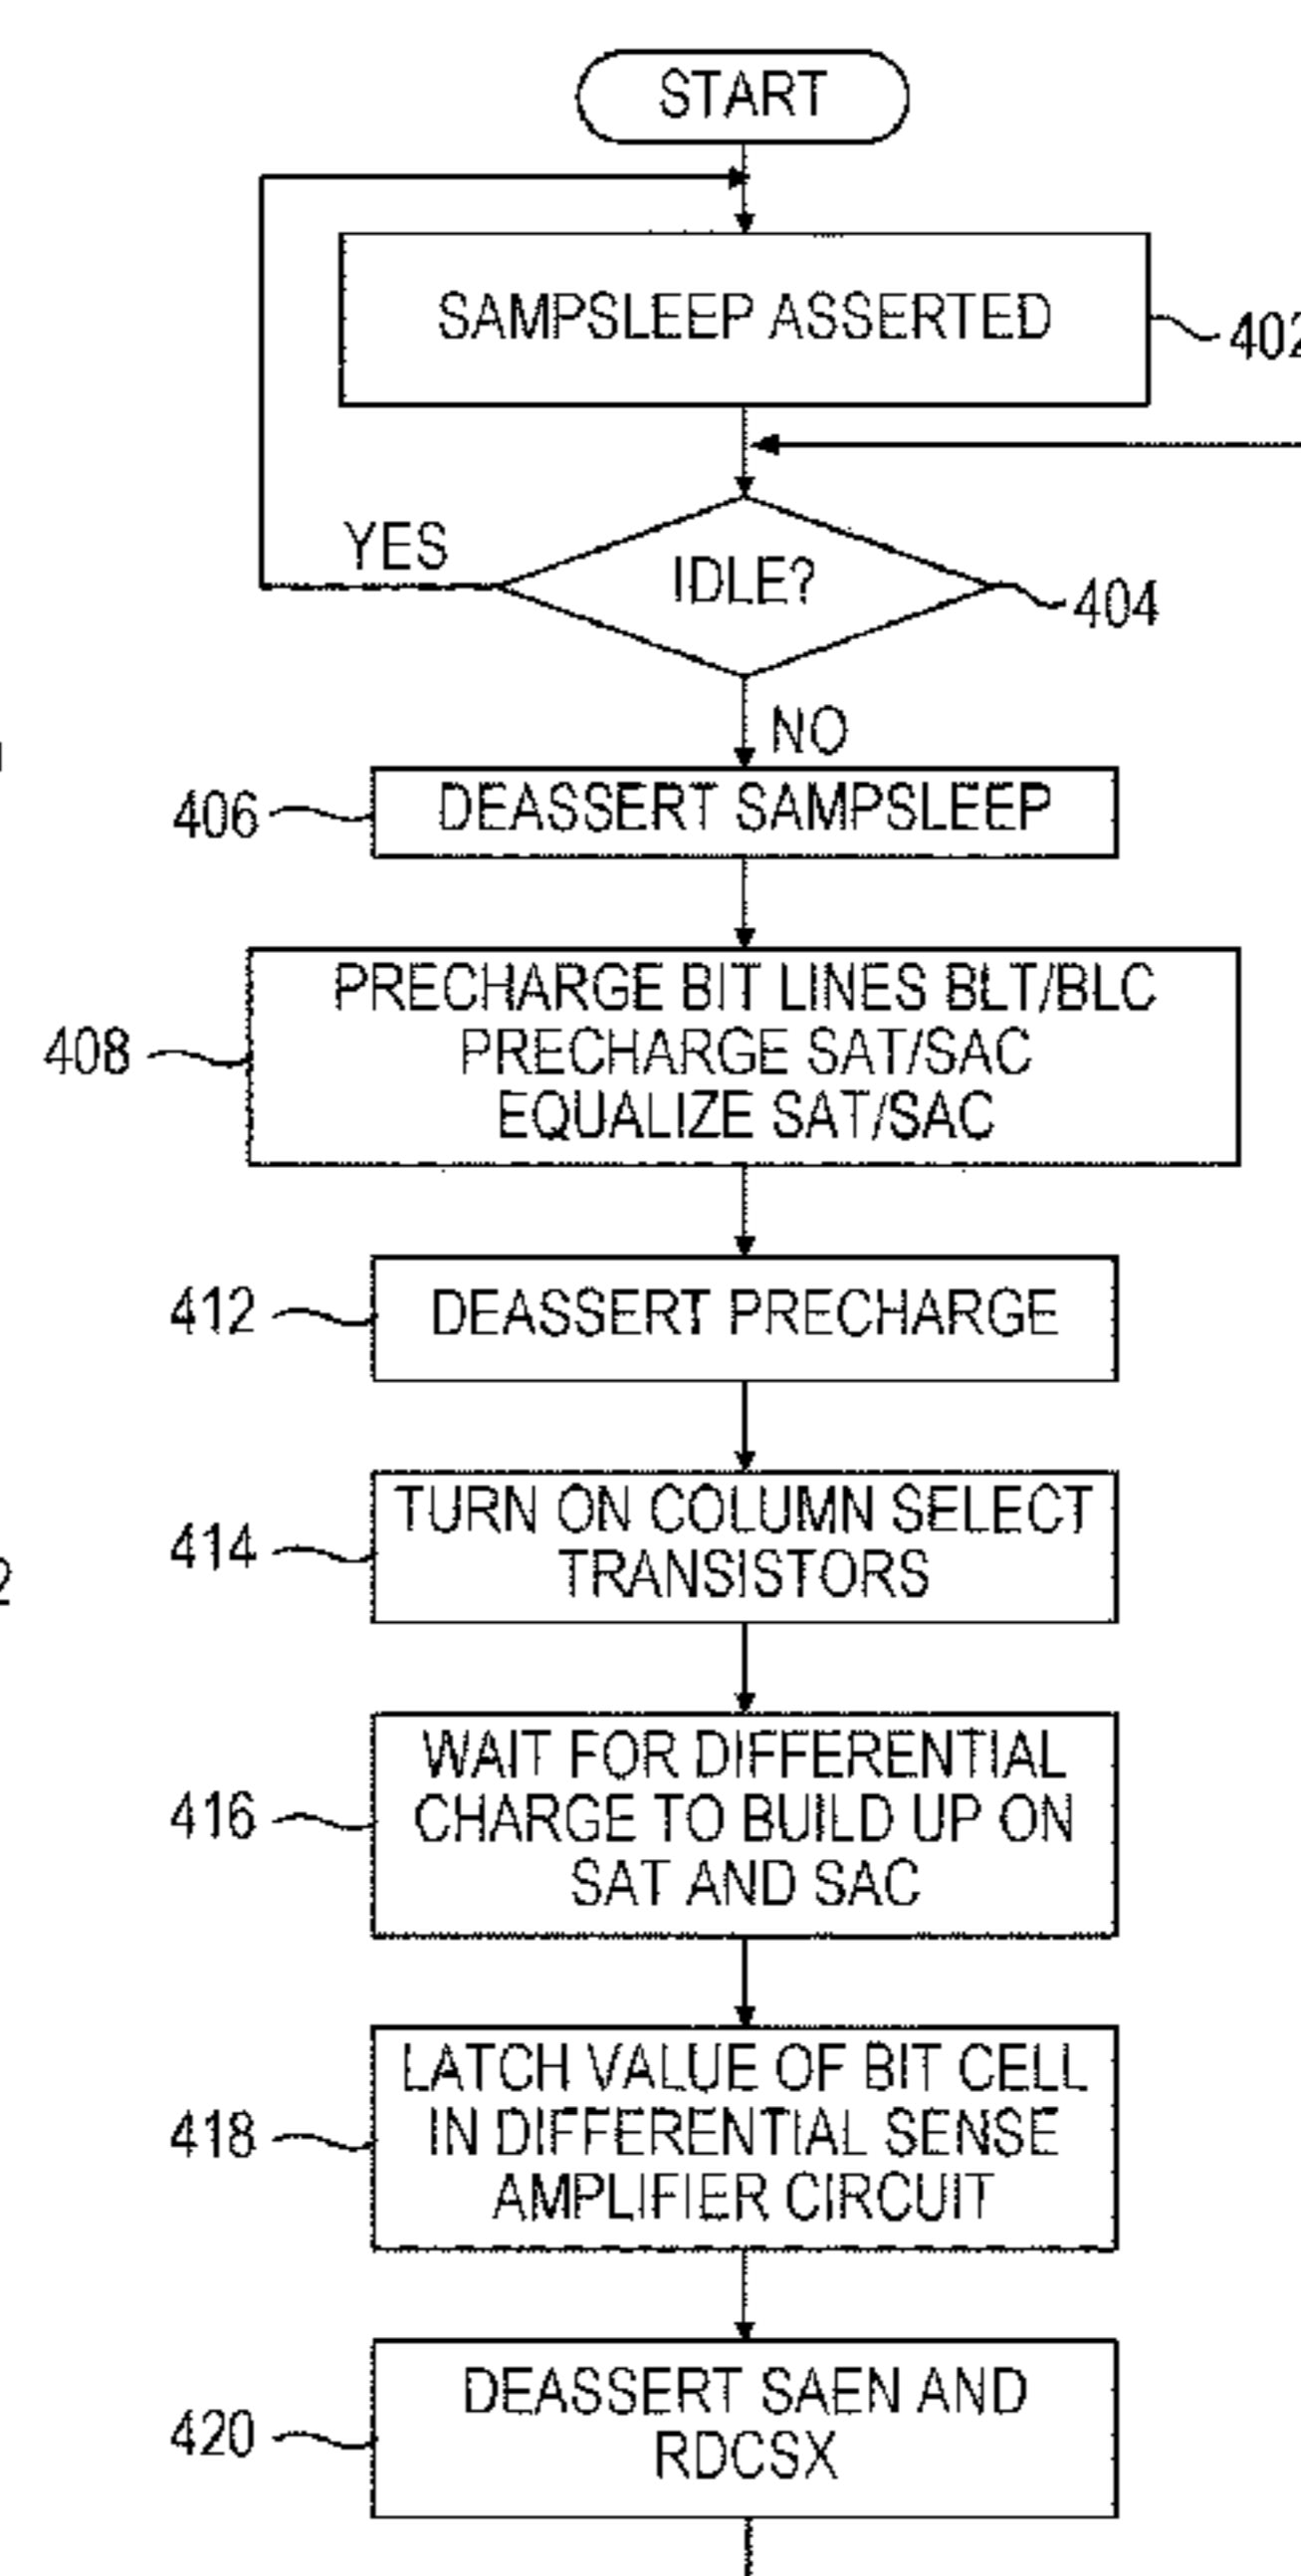 START
SAMPSLEEP ASSERTED
402
YES
IDLE?
404
NO
406
DEASSERT SAMPSLEEP
408
PRECHARGE BIT LINES BLT/BLC
PRECHARGE SAT/SAC
EQUALIZE SAT/SAC
412
DEASSERT PRECHARGE
414
TURN ON COLUMN SELECT
TRANSISTORS
2
416
WAIT FOR DIFFERENTIAL
CHARGE TO BUILD UP ON
SAT AND SAC
418
LATCH VALUE OF BIT CELL
IN DIFFERENTIAL SENSE
AMPLIFIER CIRCUIT
420
DEASSERT SAEN AND
RDCSX